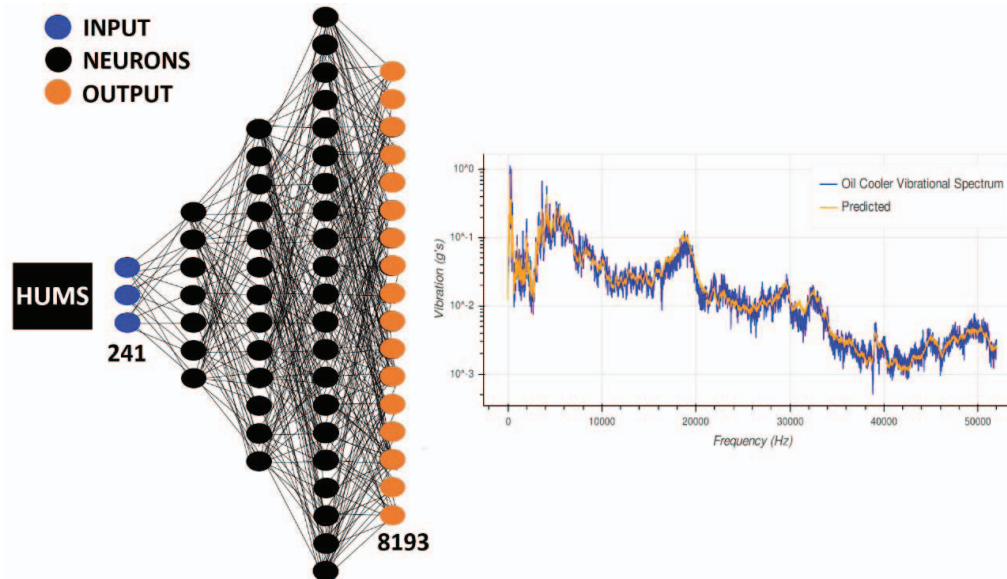 INPUT
NEURONS
OUTPUT
HUMS
241
8193
10^0
10^-1
10^-2
10^-3
Vibration (g's)
Oil Cooler Vibrational Spectrum
Predicted
0
10000
20000
30000
40000
50000
Frequency (Hz)